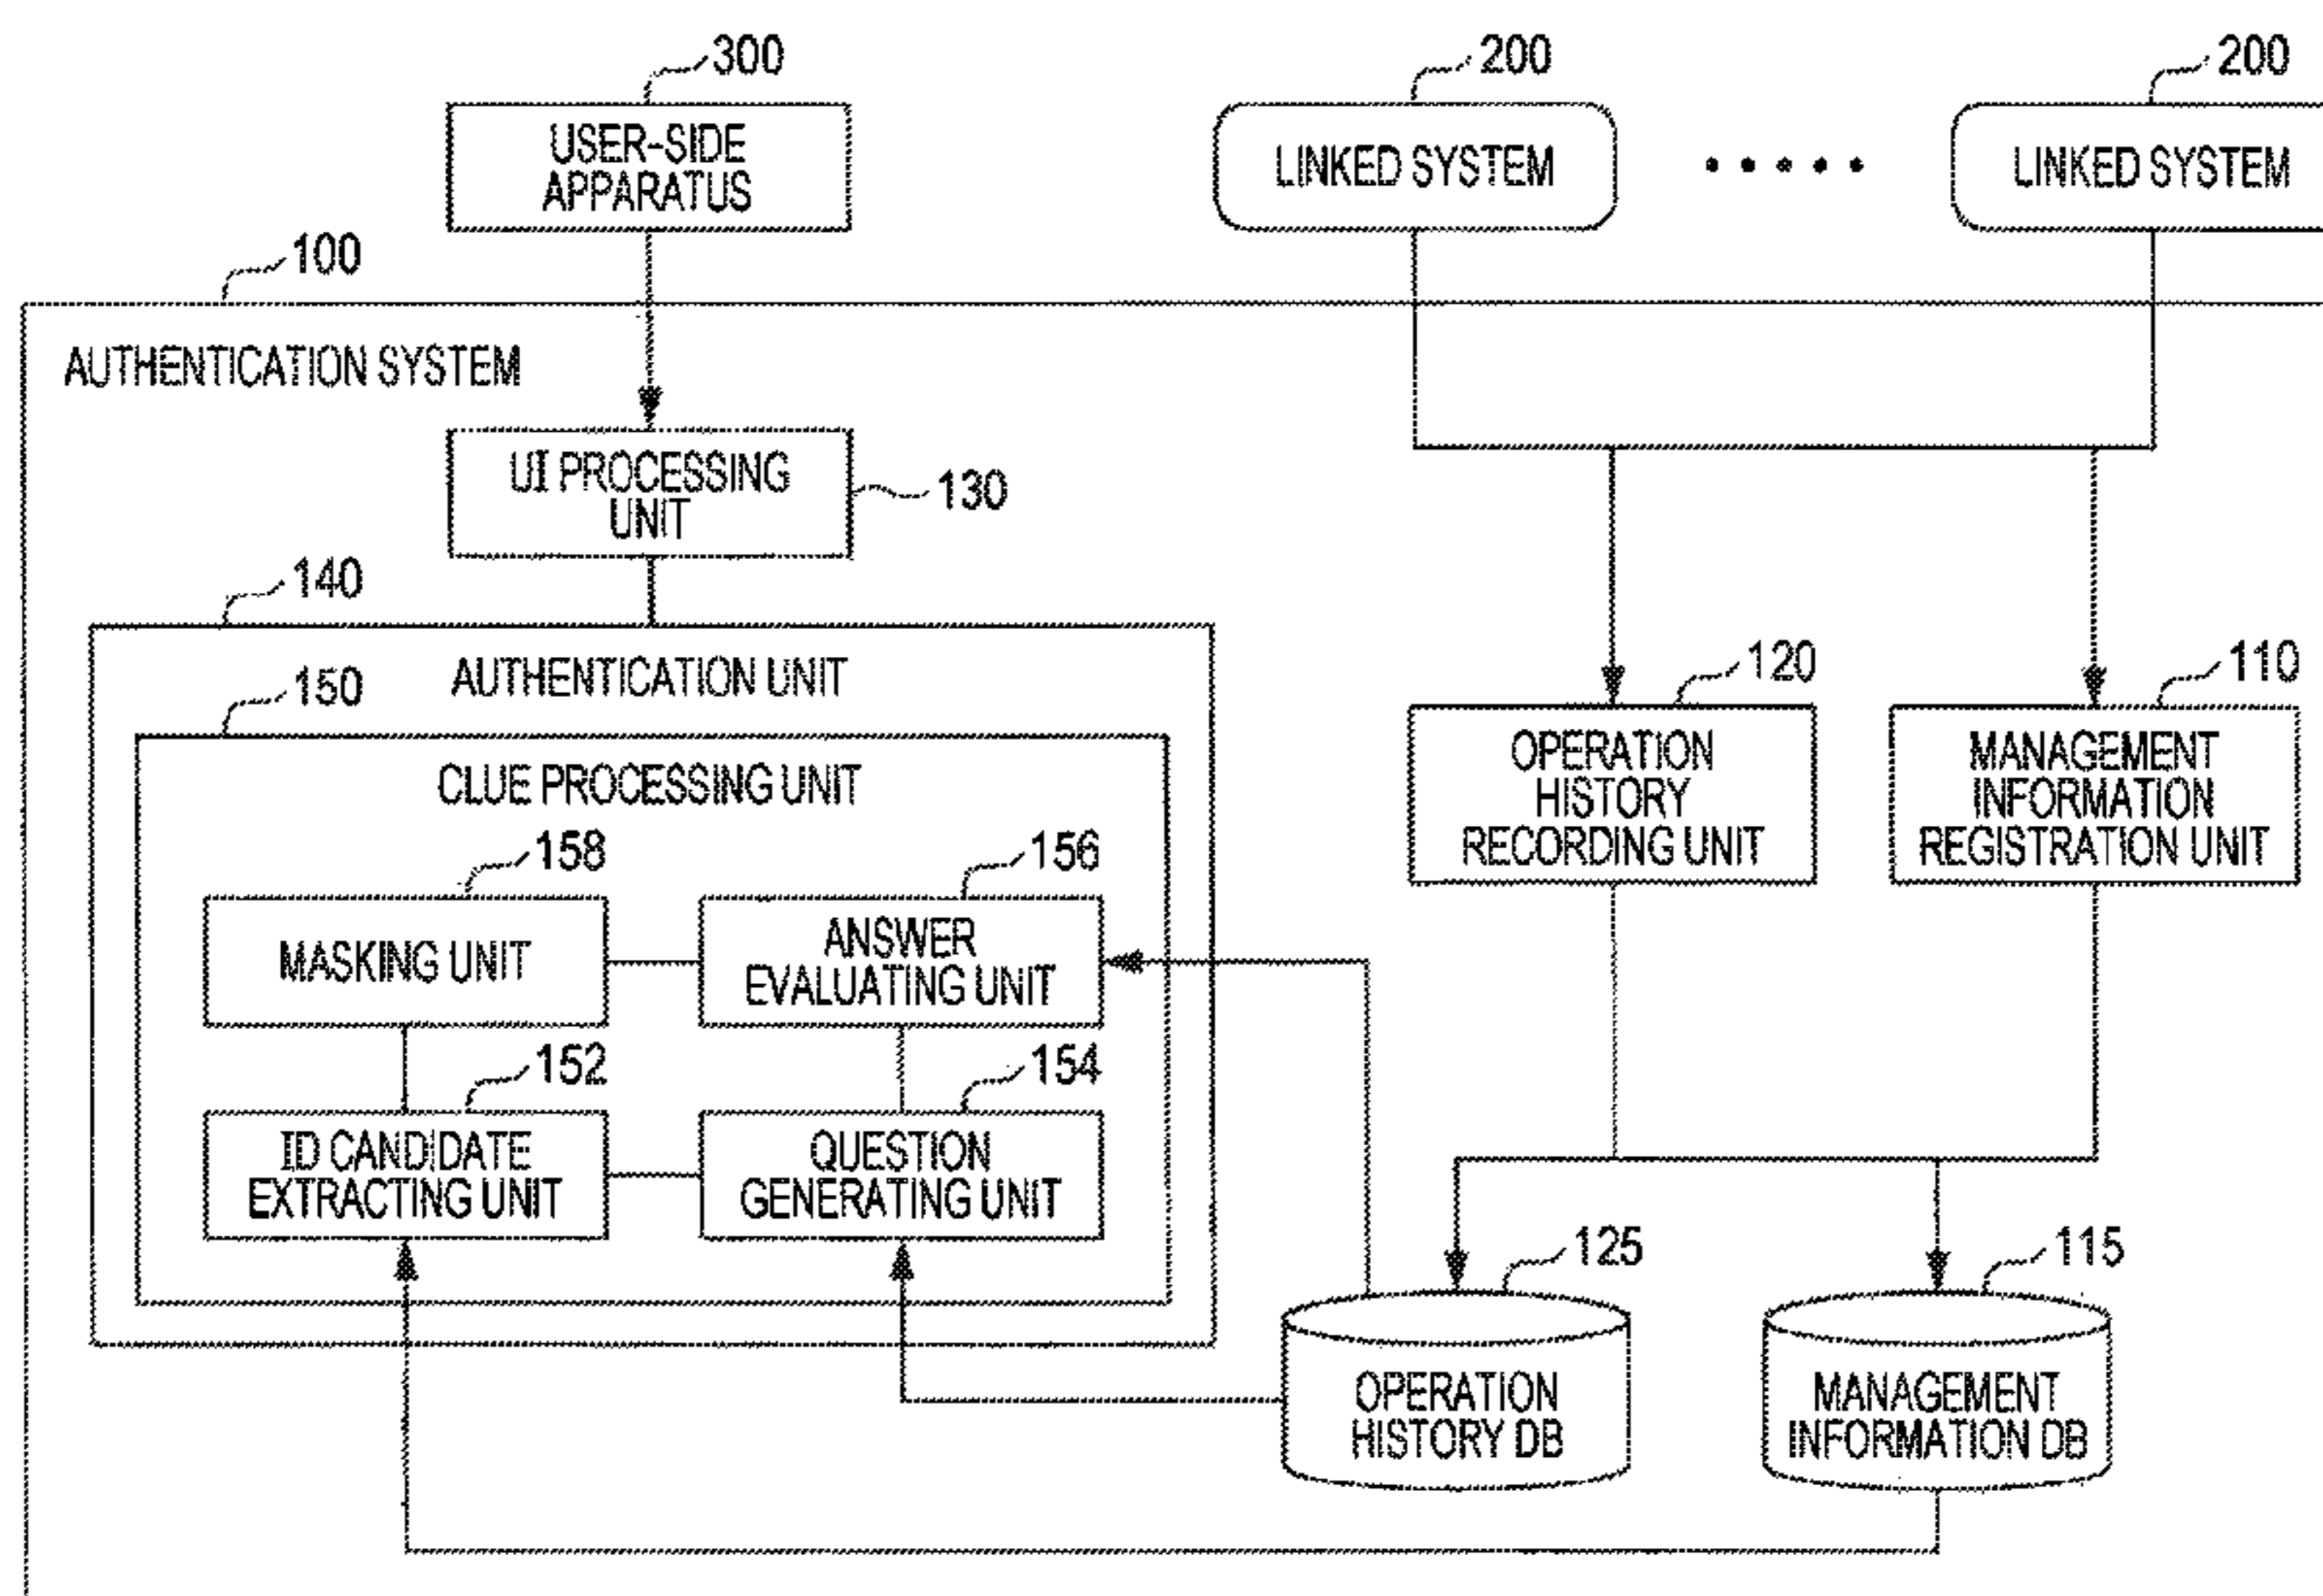 300
200
200
USER-SIDE
APPARATUS
LINKED SYSTEM
LINKED SYSTEM
100
AUTHENTICATION SYSTEM
UI PROCESSING
UNIT
130
140
AUTHENTICATION UNIT
150
CLUE PROCESSING UNIT
120
110
OPERATION
HISTORY
RECORDING UNIT
MANAGEMENT
INFORMATION
REGISTRATION UNIT
158
156
MASKING UNIT
ANSWER
EVALUATING UNIT
152
154
ID CANDIDATE
EXTRACTING UNIT
QUESTION
GENERATING UNIT
125
115
OPERATION
HISTORY DB
MANAGEMENT
INFORMATION DB